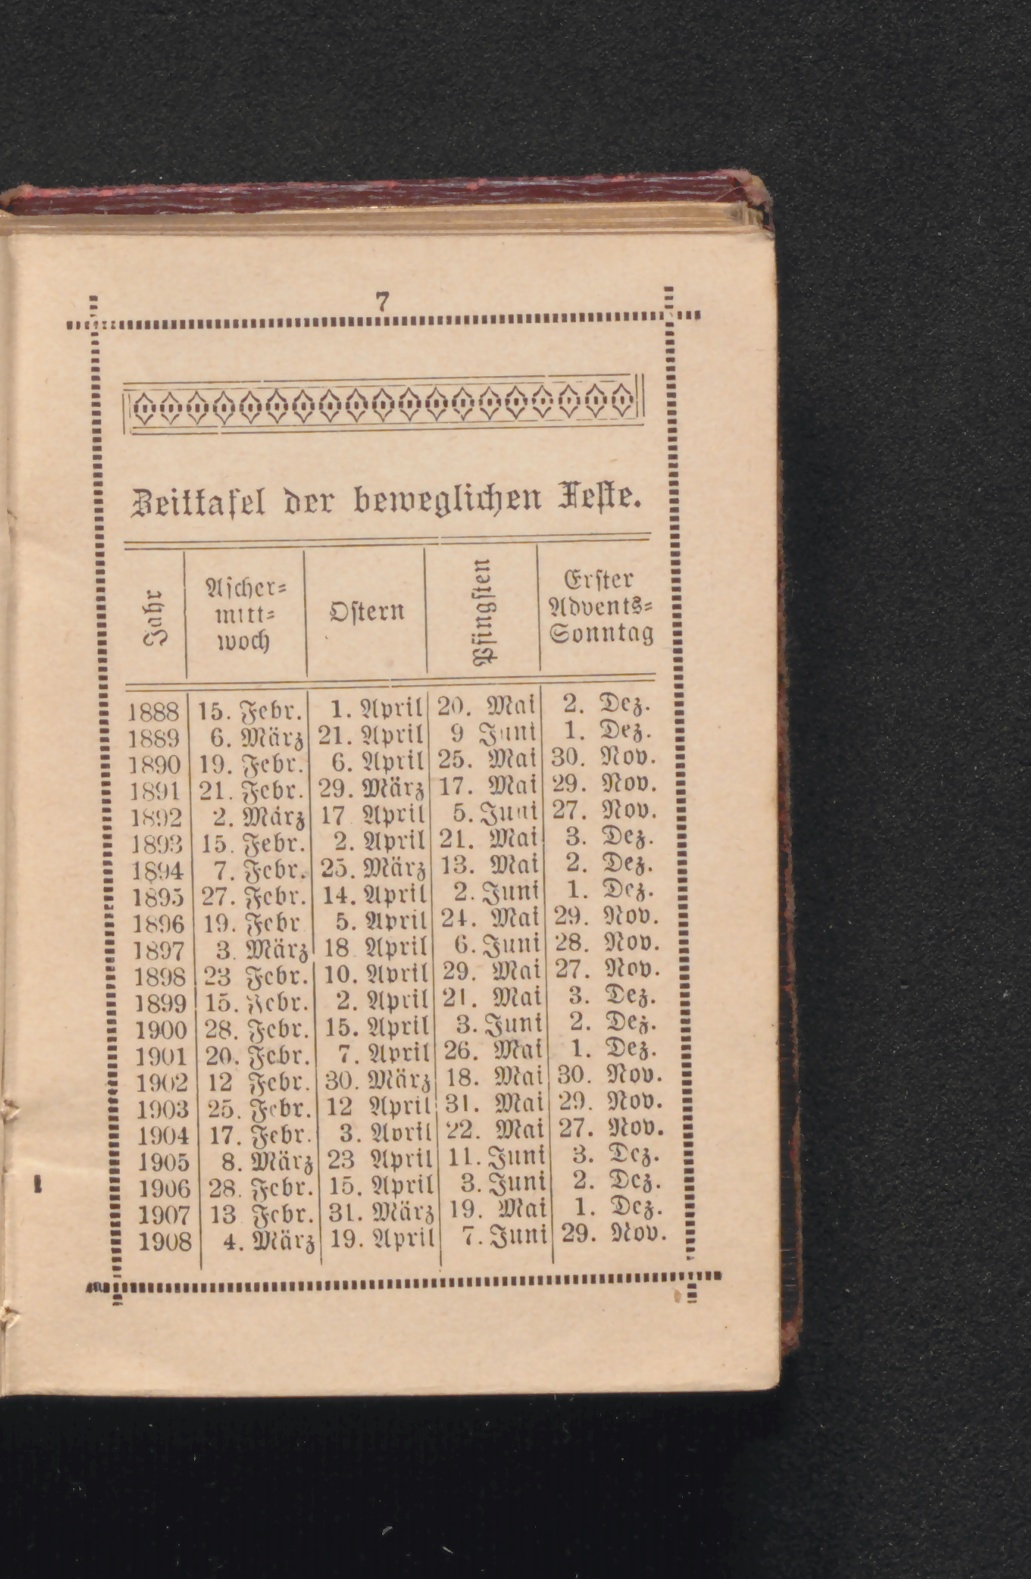 7
Zeittafel der beweglichen Feste.
Jahr
Ascher=
mitt=
woch
Ostern
Pfingsten
Erster
Advents=
Sonntag
1888 15. Febr. 1. April 20. Mai 2. Dez.
1889 6. März 21. April 9 Juni 1. Dez.
1890 19. Febr. 6. April 25. Mai 30. Nov.
1891 21. Febr. 29. März 17. Mai 29. Nov.
1892 2. März 17 April 5. Juni 27. Nov.
1893 15. Febr. 2. April 21. Mai 3. Dez.
1894 7. Febr. 25. März 13. Mai 2. Dez.
1895 27. Febr. 14. April 2. Juni 1. Dez.
1896 19. Febr 5. April 24. Mai 29. Nov.
1897 3. März 18 April 6. Juni 28. Nov.
1898 23 Febr. 10. April 29. Mai 27. Nov.
1899 15. Febr. 2. April 21. Mai 3. Dez.
1900 28. Febr. 15. April 3. Juni 2. Dez.
1901 20. Febr. 7. April 26. Mai 1. Dez.
1902 12 Febr. 30. März 18. Mai 30. Nov.
1903 25. Febr. 12 April 31. Mai 29. Nov.
1904 17. Febr. 3. April 22. Mai 27. Nov.
1905 8. März 23 April 11. Juni 3. Dez.
1906 28. Febr. 15. April 3. Juni 2. Dez.
1907 13 Febr. 31. März 19. Mai 1. Dez.
1908 4. März 19. April 7. Juni 29. Nov.